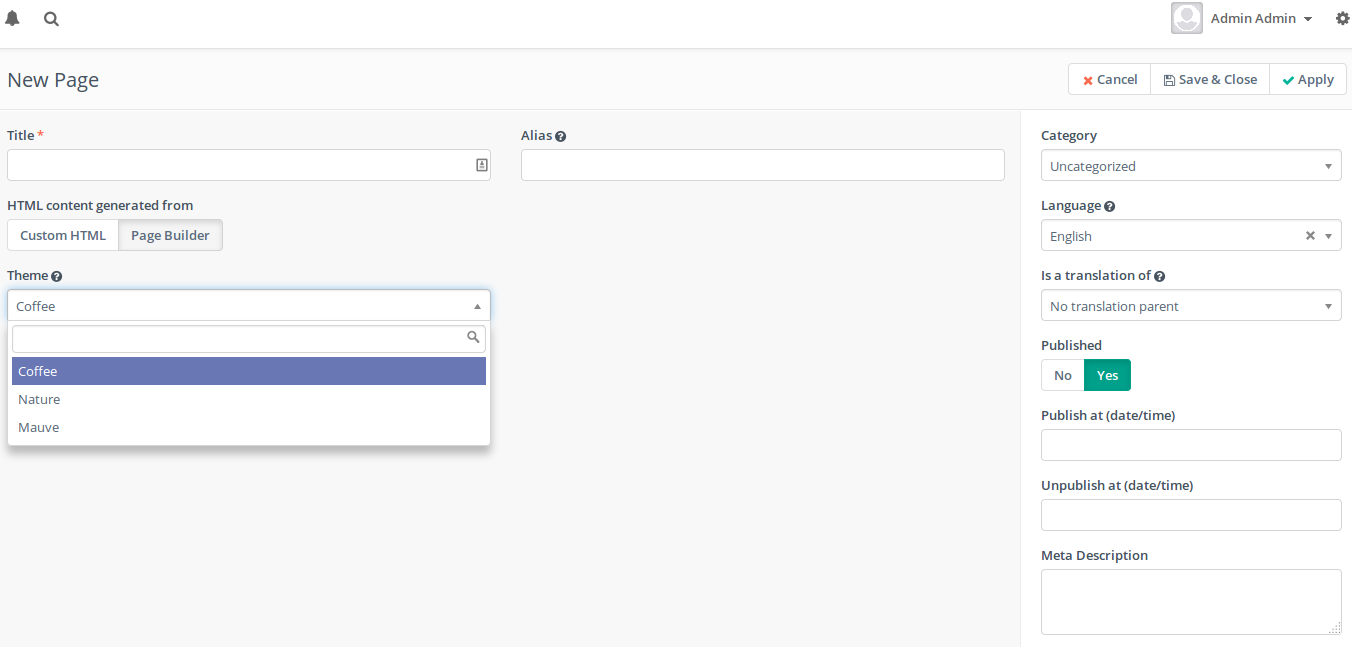 Admin Admin
New Page
Cancel
Save & Close
Apply
Title *
Alias
HTML content generated from
Custom HTML
Page Builder
Theme
Coffee
Coffee
Nature
Mauve
Category
Uncategorized
Language
English
Is a translation of
No translation parent
Published
No
Yes
Publish at (date/time)
Unpublish at (date/time)
Meta Description